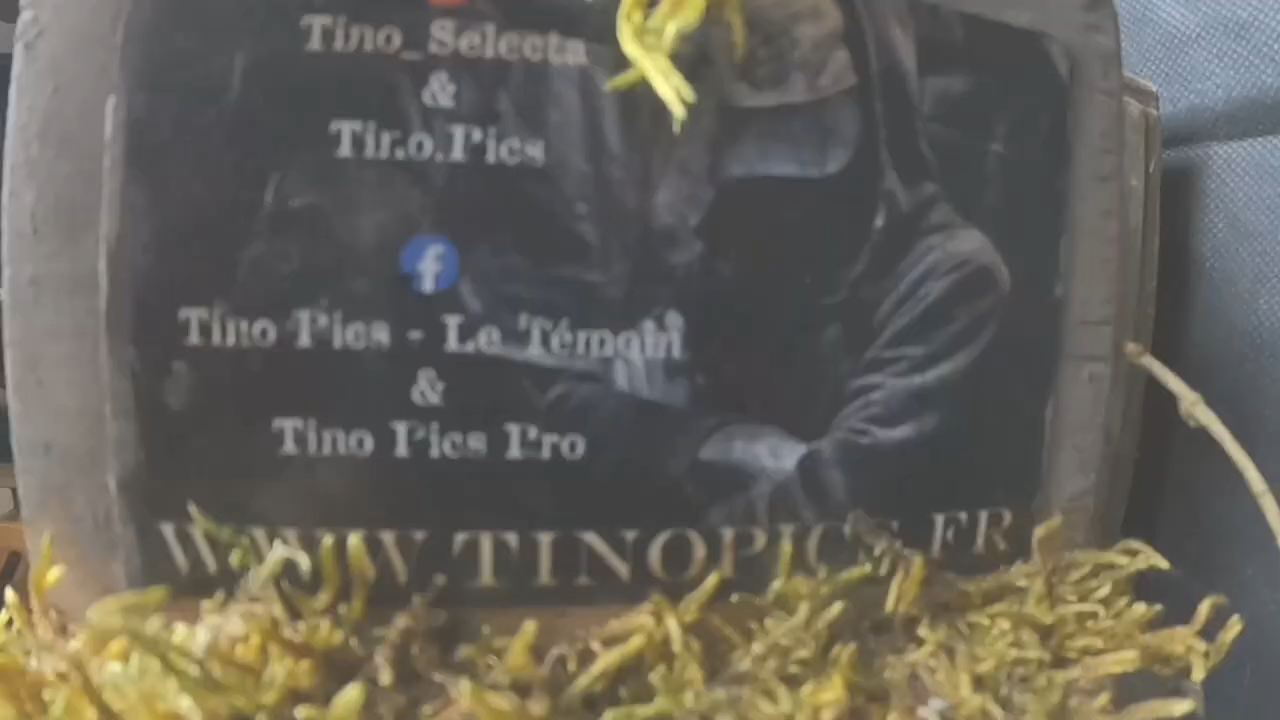 Tino_Selecta
&
Tino.Pics
f
Tino Pics - Le Témoin
&
Tino Pics Pro
WWW.TINOPICS.FR